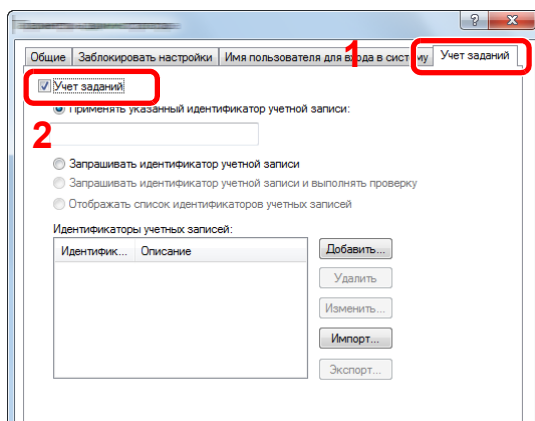 ?
X
1
Общие Заблокировать настройки Имя пользователя для входа в систему Учет заданий
Учет заданий
Применять указанный идентификатор учетной записи:
2
Запрашивать идентификатор учетной записи
Запрашивать идентификатор учетной записи и выполнять проверку
Отображать список идентификаторов учетных записей
Идентификаторы учетных записей:
Идентифик... Описание
Добавить...
Удалить
Изменить...
Импорт...
Экспорт...